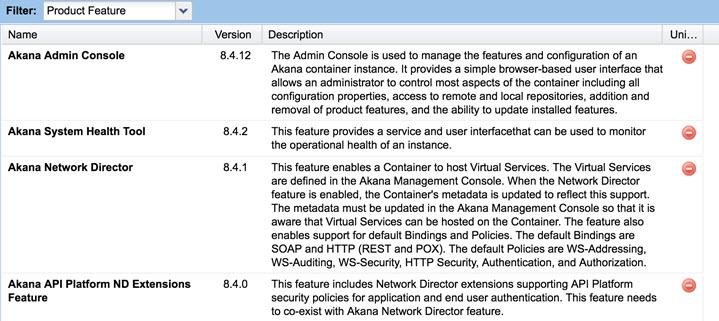 Filter: Product Feature
Name Version Description Uni...
Akana Admin Console 8.4.12 The Admin Console is used to manage the features and configuration of an
Akana container instance. It provides a simple browser-based user interface that
allows an administrator to control most aspects of the container including all
configuration properties, access to remote and local repositories, addition and
removal of product features, and the ability to update installed features.
Akana System Health Tool 8.4.2 This feature provides a service and user interfacethat can be used to monitor
the operational health of an instance.
Akana Network Director 8.4.1 This feature enables a Container to host Virtual Services. The Virtual Services
are defined in the Akana Management Console. When the Network Director
feature is enabled, the Container's metadata is updated to reflect this support.
The metadata must be updated in the Akana Management Console so that it is
aware that Virtual Services can be hosted on the Container. The feature also
enables support for default Bindings and Policies. The default Bindings are
SOAP and HTTP (REST and POX). The default Policies are WS-Addressing,
WS-Auditing, WS-Security, HTTP Security, Authentication, and Authorization.
Akana API Platform ND Extensions 8.4.0 This feature includes Network Director extensions supporting API Platform
Feature security policies for application and end user authentication. This feature needs
to co-exist with Akana Network Director feature.